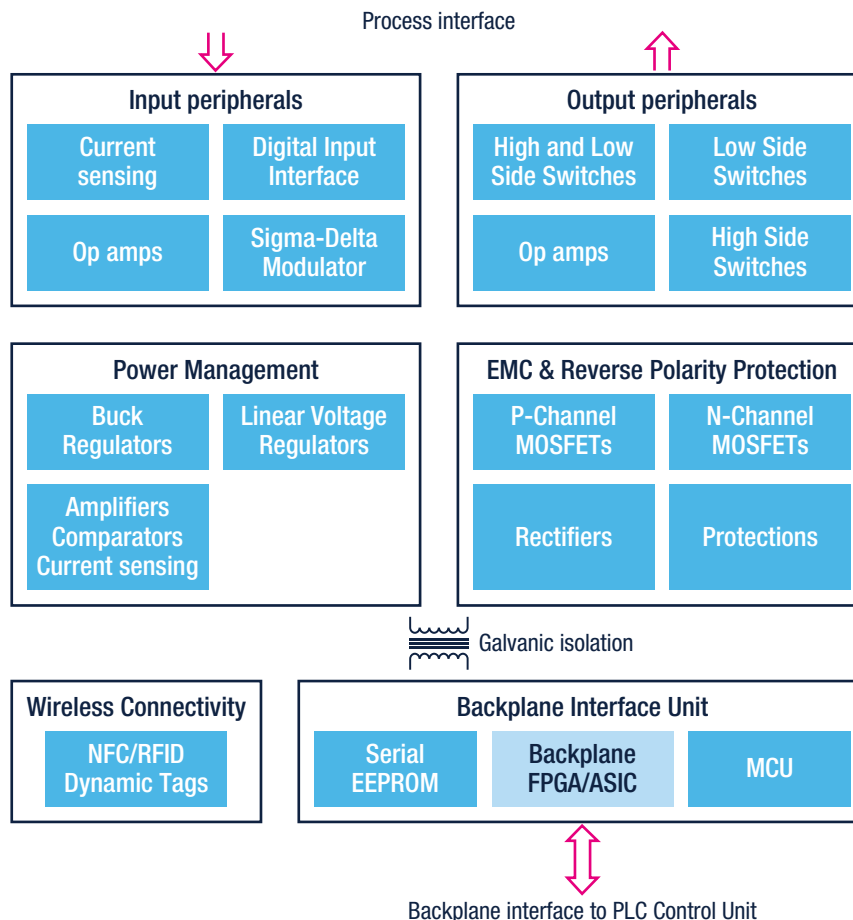 Process interface
Input peripherals
Current
sensing
Digital Input
Interface
Op amps
Sigma-Delta
Modulator
Output peripherals
High and Low
Side Switches
Low Side
Switches
Op amps
High Side
Switches
Power Management
Buck
Regulators
Linear Voltage
Regulators
Amplifiers
Comparators
Current sensing
EMC & Reverse Polarity Protection
P-Channel
MOSFETs
N-Channel
MOSFETs
Rectifiers
Protections
Galvanic isolation
Wireless Connectivity
NFC/RFID
Dynamic Tags
Backplane Interface Unit
Serial
EEPROM
Backplane
FPGA/ASIC
MCU
Backplane interface to PLC Control Unit